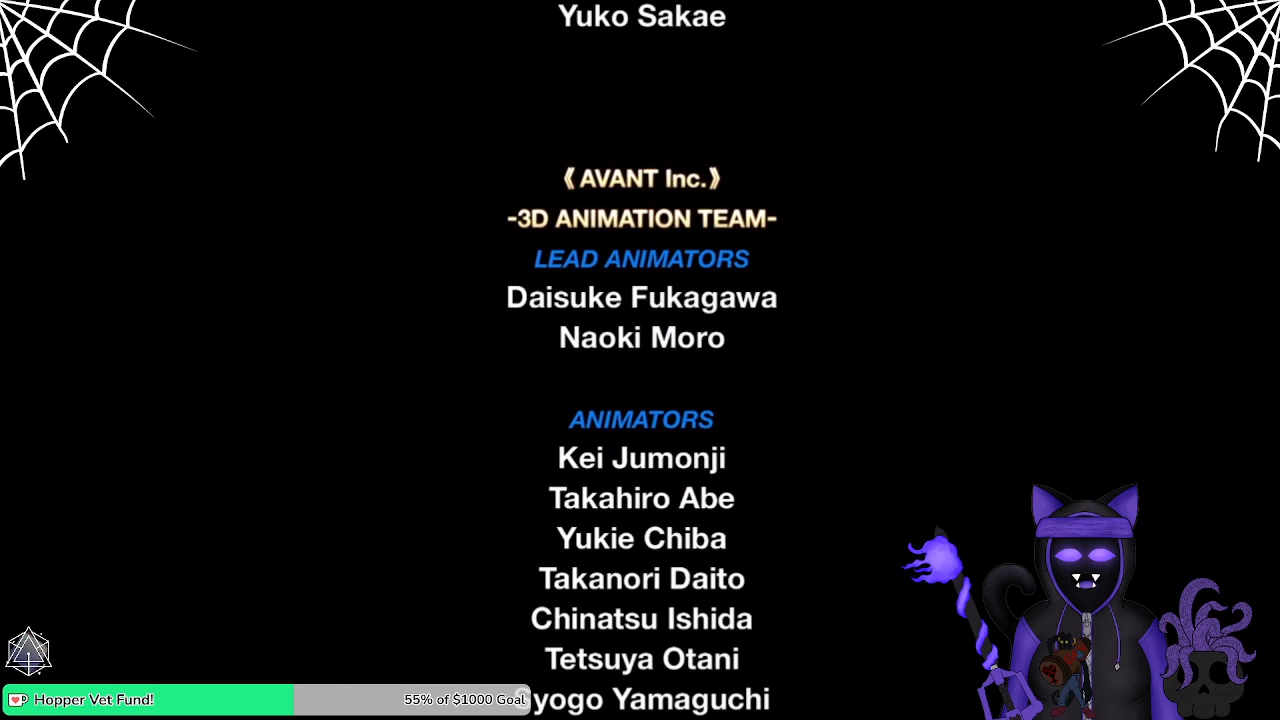 Yuko Sakae
《AVANT Inc.》
-3D ANIMATION TEAM-
LEAD ANIMATORS
Daisuke Fukagawa
Naoki Moro
ANIMATORS
Kei Jumonji
Takahiro Abe
Yukie Chiba
Takanori Daito
Chinatsu Ishida
Tetsuya Otani
Syogo Yamaguchi
Hopper Vet Fund!
55% of $1000 Goal